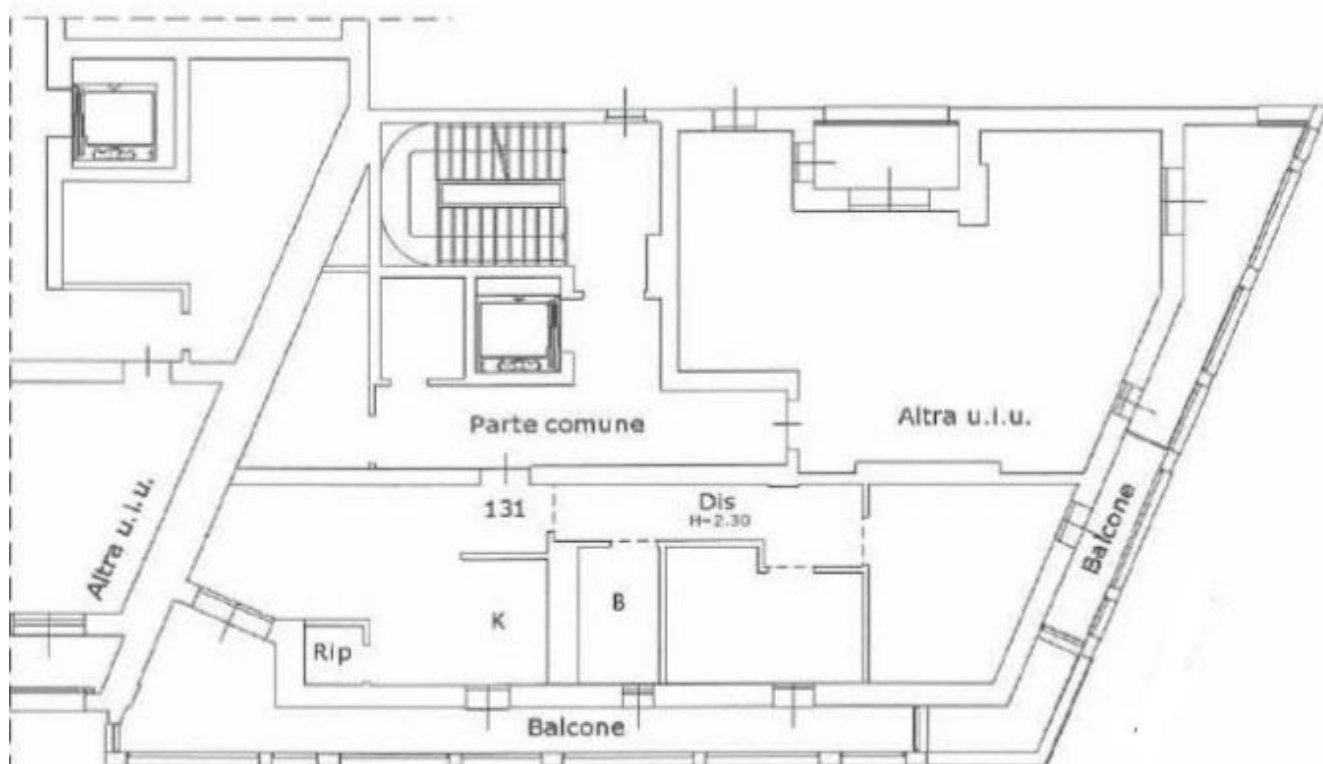 Parte comune
Altra u.i.u.
131
Dis
H=2.30
Altra u.i.u.
Balcone
B
K
Rip
Balcone